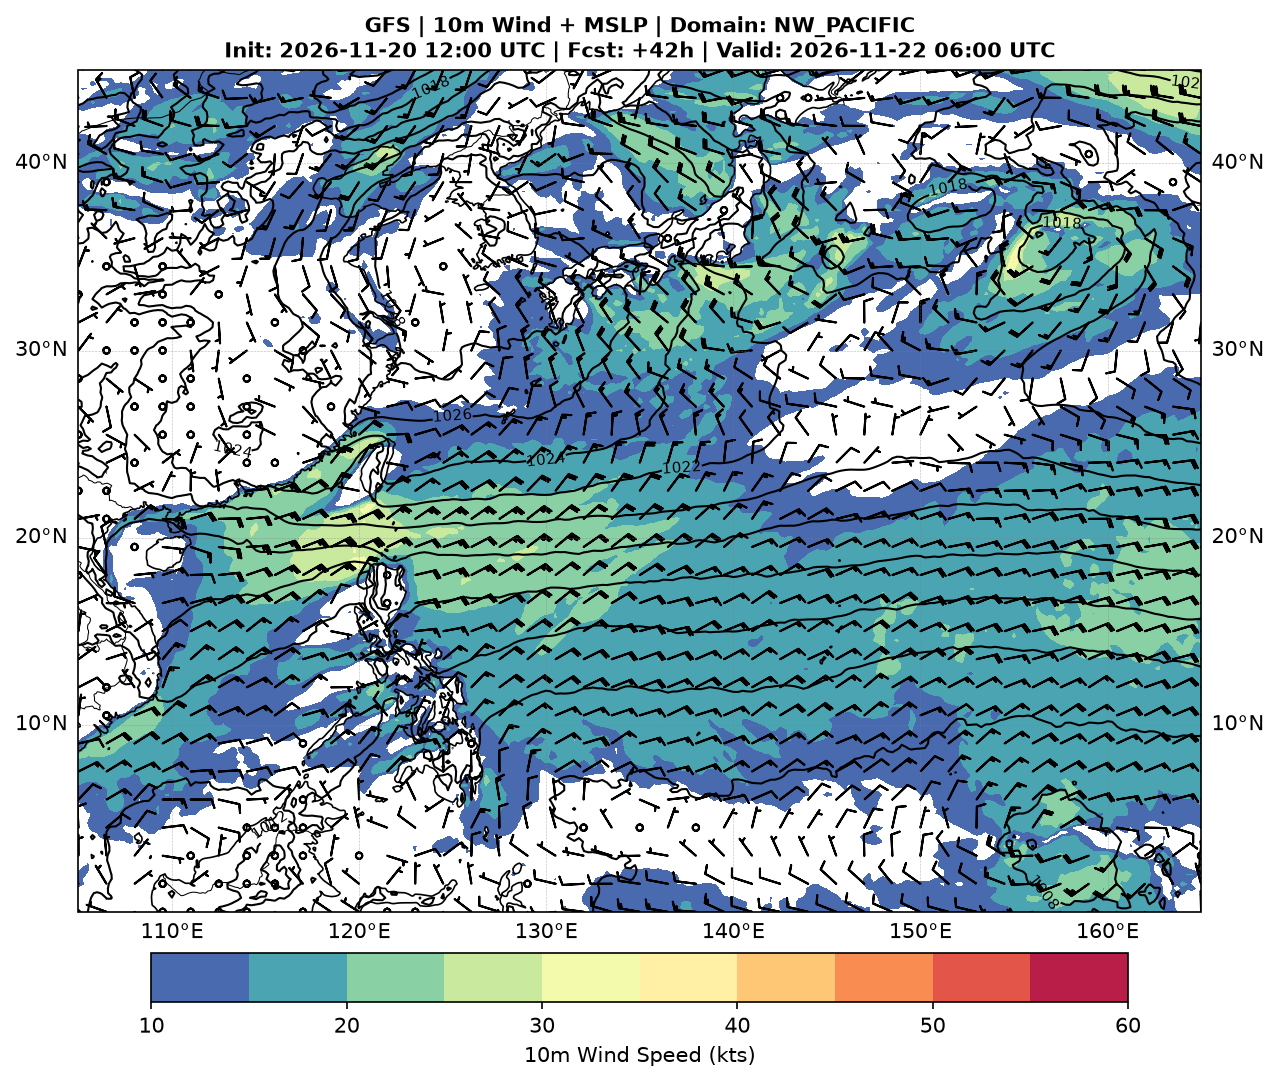 GFS | 10m Wind + MSLP | Domain: NW_PACIFIC
Init: 2026-11-20 12:00 UTC | Fcst: +42h | Valid: 2026-11-22 06:00 UTC
1018
102
40°N
40°N
1018
1018
30°N
30°N
1026
1024
1024
1022
20°N
20°N
10°N
10°N
1008
110°E
120°E
130°E
140°E
150°E
160°E
10
20
30
40
50
60
10m Wind Speed (kts)